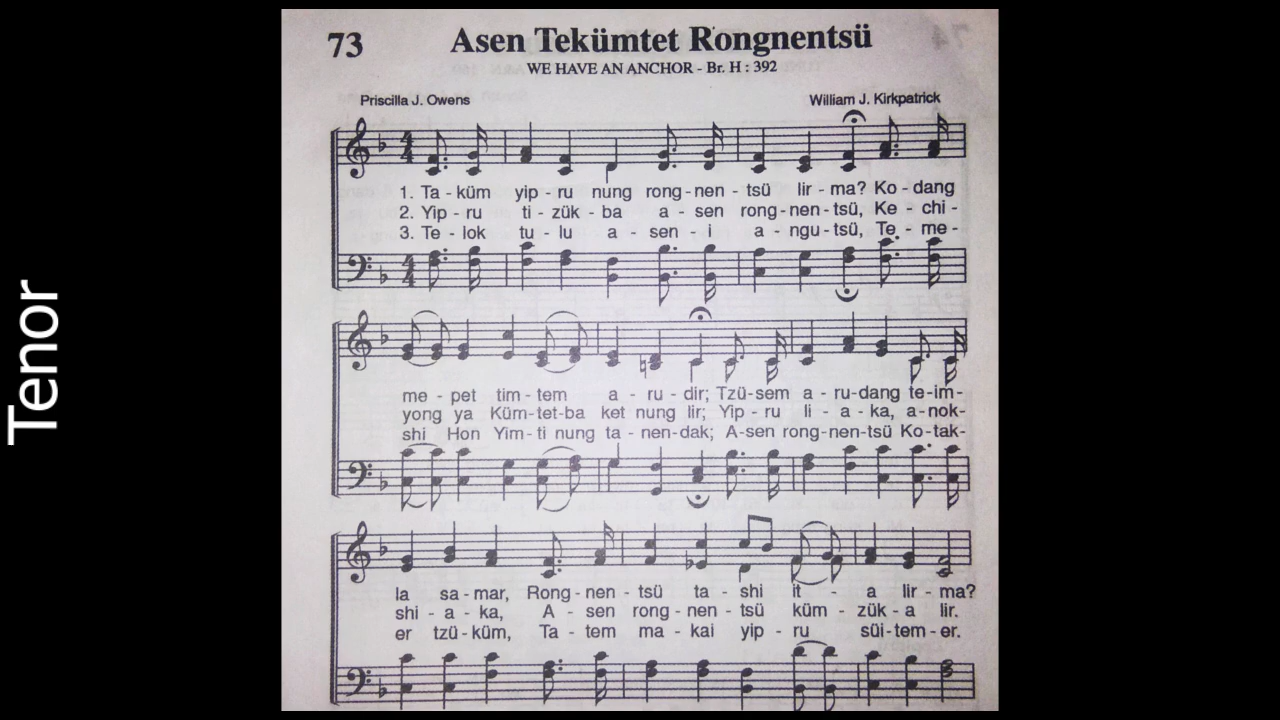 Tenor
73
Asen Tekümtet Rongnentsü
WE HAVE AN ANCHOR - Br. H : 392
Priscilla J. Owens
William J. Kirkpatrick
1. Ta - küm yip - ru nung rong - nen - tsü lir - ma? Ko - dang
2. Yip - ru ti - zük - ba a - sen rong - nen - tsü, Ke - chi -
3. Te - lok tu - lu a - sen - i a - ngu - tsü, Te - me -
me - pet tim - tem a - ru - dir; Tzü-sem a - ru-dang te-im-
yong ya Küm-tet-ba ket nung lir; Yip - ru li - a - ka, a-nok-
shi Hon Yim - ti nung ta - nen-dak; A-sen rong-nen-tsü Ko-tak-
la sa - mar, Rong - nen - tsü ta - shi it - a lir - ma?
shi - a - ka, A - sen rong - nen - tsü küm - zük - a lir.
er tzü - küm, Ta - tem ma - kai yip - ru süi - tem - er.